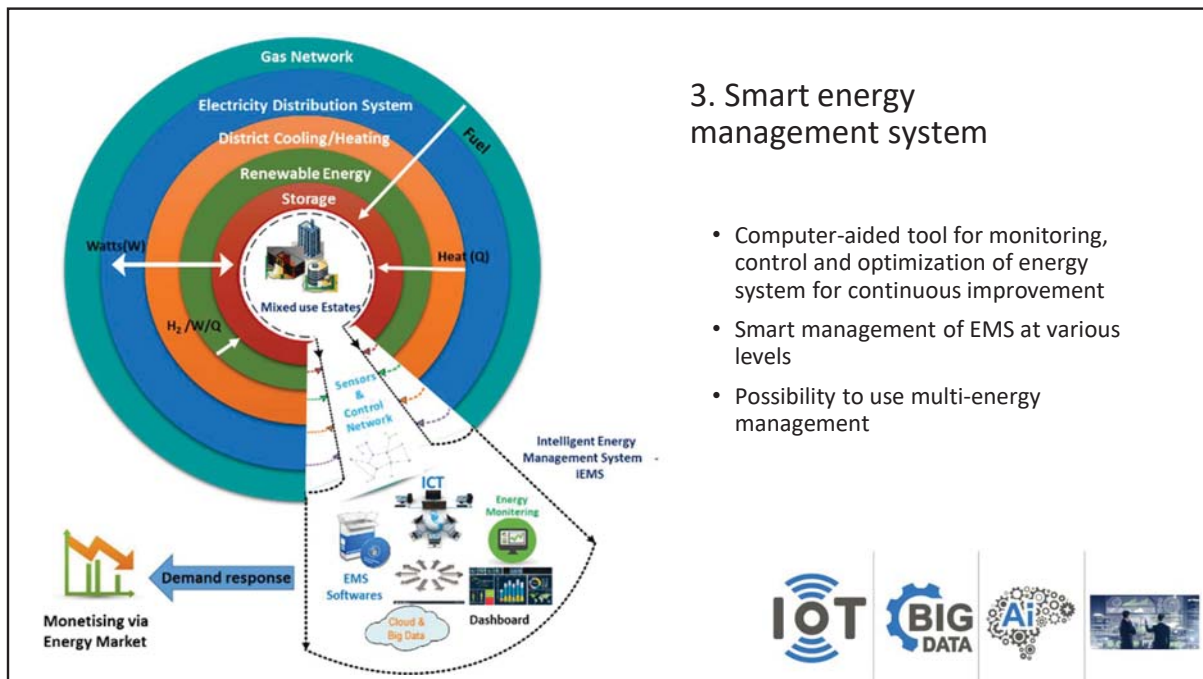 Gas Network
Electricity Distribution System
District Cooling/Heating
Renewable Energy
Storage
Fuel
Watts(W)
Heat (Q)
Mixed use Estates
H₂ /W/Q
Sensors
&
Control
Network
Intelligent Energy
Management System -
iEMS
ICT
Energy
Monitering
EMS
Softwares
Cloud &
Big Data
Dashboard
Demand response
Monetising via
Energy Market
3. Smart energy
management system
• Computer-aided tool for monitoring,
control and optimization of energy
system for continuous improvement
• Smart management of EMS at various
levels
• Possibility to use multi-energy
management
IOT
BIG
DATA
Ai